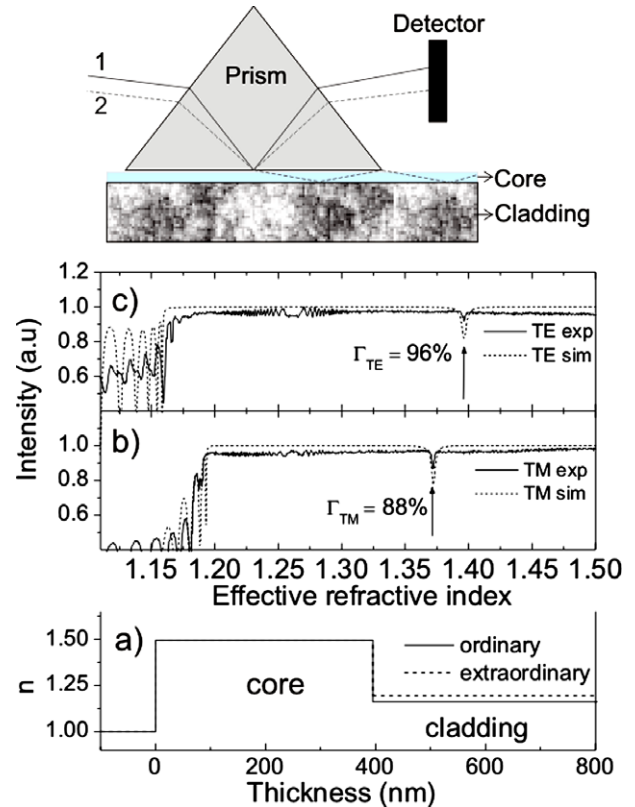 Detector
1
2
Prism
Core
Cladding
Intensity (a.u)
1.2
1.0
0.8
0.6
c)
TE exp
TE sim
Γ_TE = 96%
1.0
0.8
0.6
b)
TM exp
TM sim
Γ_TM = 88%
1.15 1.20 1.25 1.30 1.35 1.40 1.45 1.50
Effective refractive index
n
1.50
1.25
1.00
a)
ordinary
extraordinary
core
cladding
0 200 400 600 800
Thickness (nm)